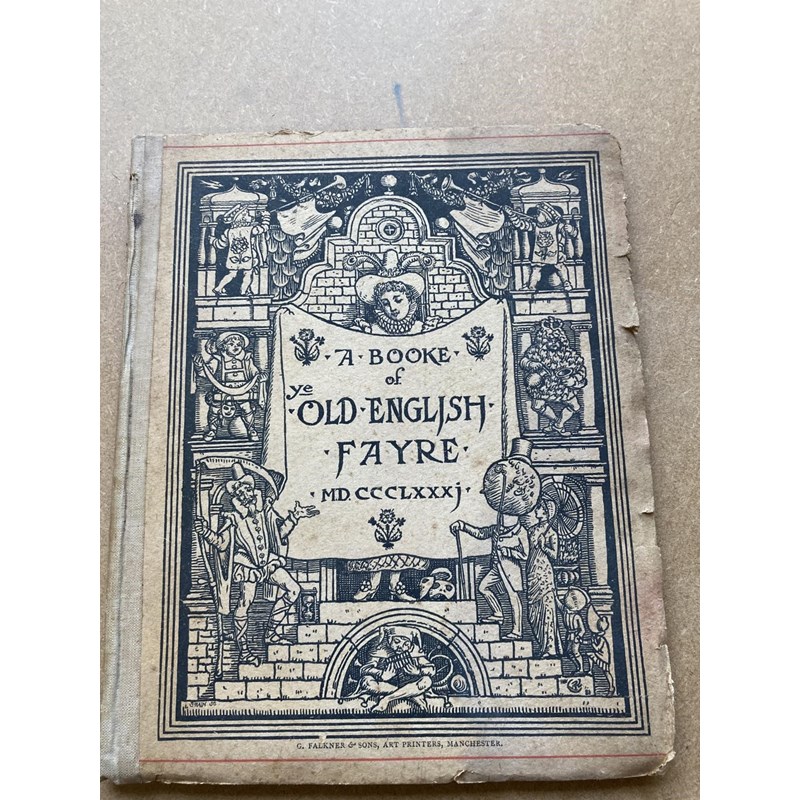 · A · BOOKE ·
of
ye
· OLD · ENGLISH ·
· FAYRE ·
· MD.CCCLXXXj ·
G. FALKNER & SONS, ART PRINTERS, MANCHESTER.